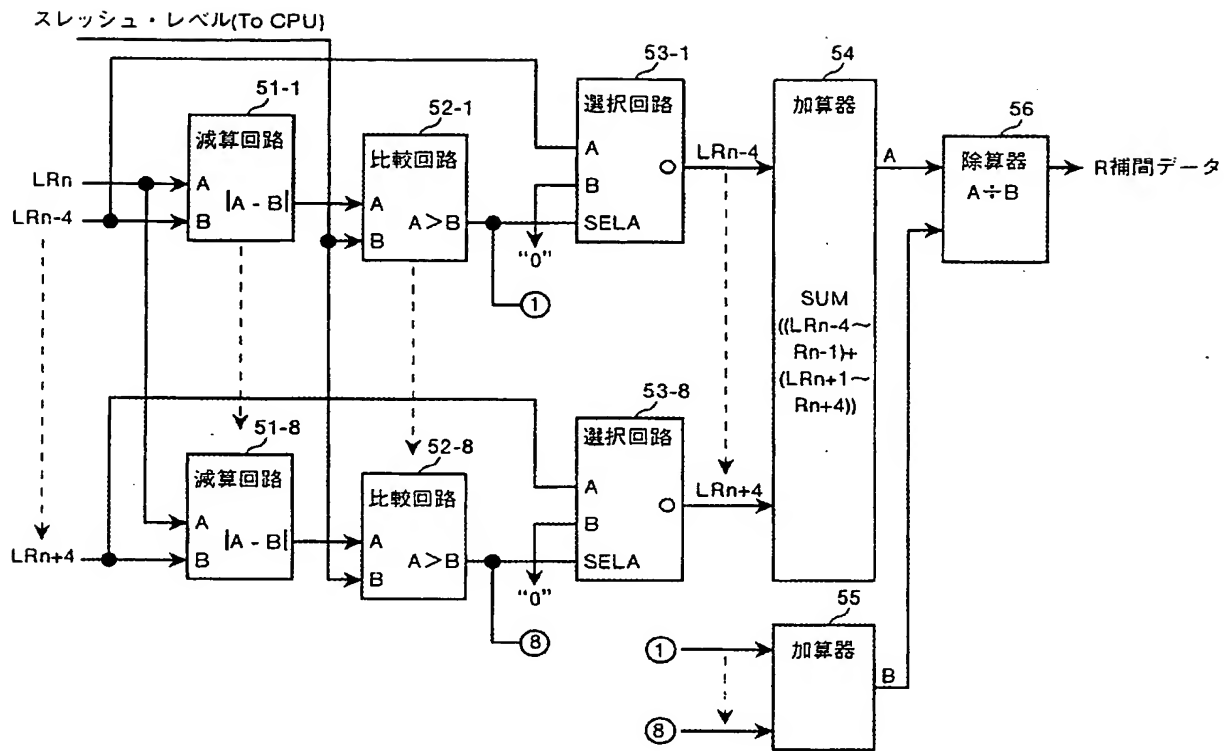 スレッシュ・レベル(To CPU)
51-1
減算回路
LRn
A
|A - B|
LRn-4
B
52-1
比較回路
A
A＞B
B
①
53-1
選択回路
A
O
B
SELA
"0"
LRn-4
54
加算器
A
SUM
((LRn-4～
Rn-1)+
(LRn+1～
Rn+4))
56
除算器
A÷B
R補間データ
51-8
減算回路
A
|A - B|
LRn+4
B
52-8
比較回路
A
A＞B
B
⑧
53-8
選択回路
A
O
B
SELA
"0"
LRn+4
55
①
加算器
B
⑧